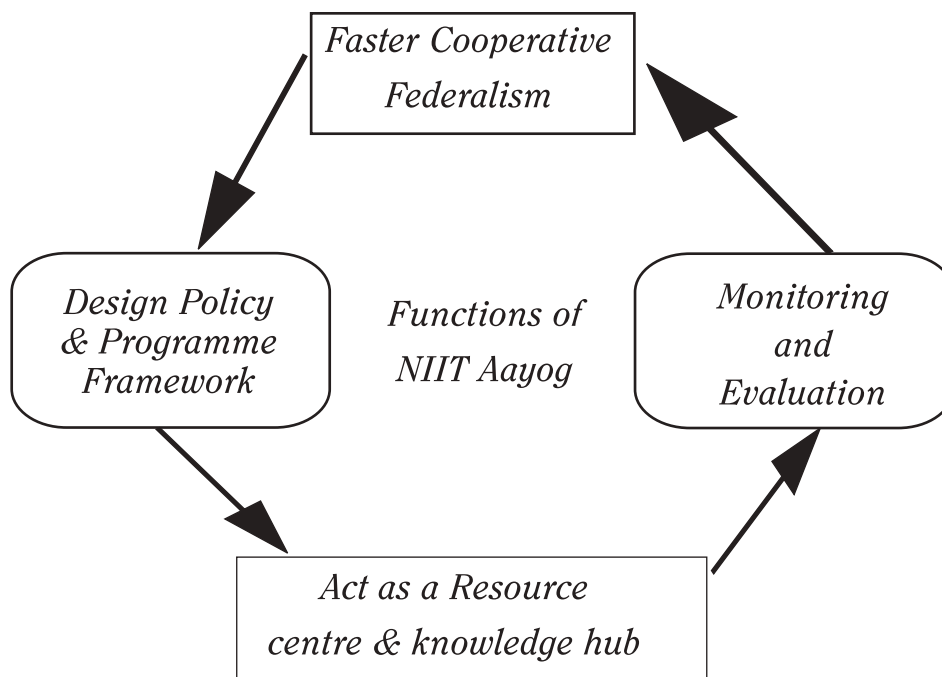 Faster Cooperative
Federalism
Design Policy
& Programme
Framework
Functions of
NIIT Aayog
Monitoring
and
Evaluation
Act as a Resource
centre & knowledge hub